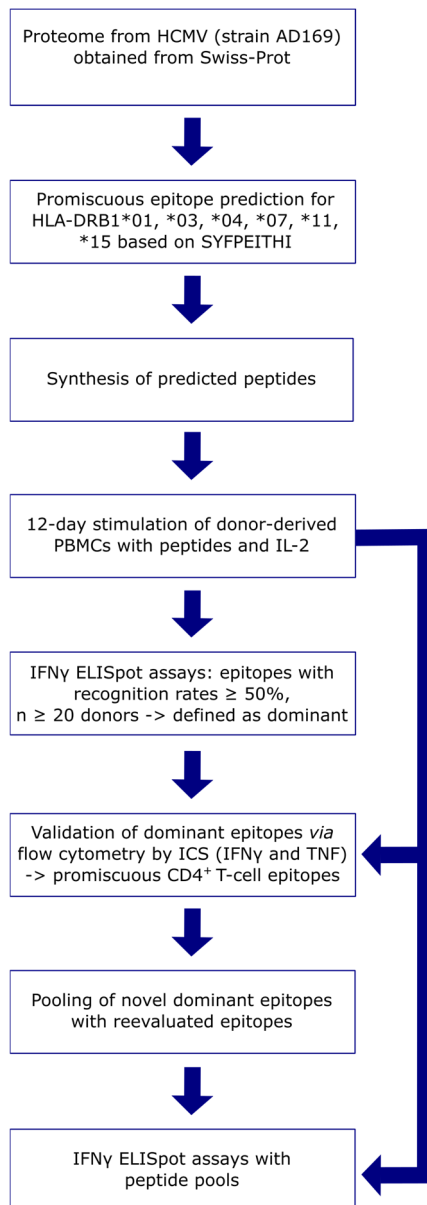 Proteome from HCMV (strain AD169)
obtained from Swiss-Prot
Promiscuous epitope prediction for
HLA-DRB1*01, *03, *04, *07, *11,
*15 based on SYFPEITHI
Synthesis of predicted peptides
12-day stimulation of donor-derived
PBMCs with peptides and IL-2
IFNγ ELISpot assays: epitopes with
recognition rates ≥ 50%,
n ≥ 20 donors -> defined as dominant
Validation of dominant epitopes via
flow cytometry by ICS (IFNγ and TNF)
-> promiscuous CD4⁺ T-cell epitopes
Pooling of novel dominant epitopes
with reevaluated epitopes
IFNγ ELISpot assays with
peptide pools